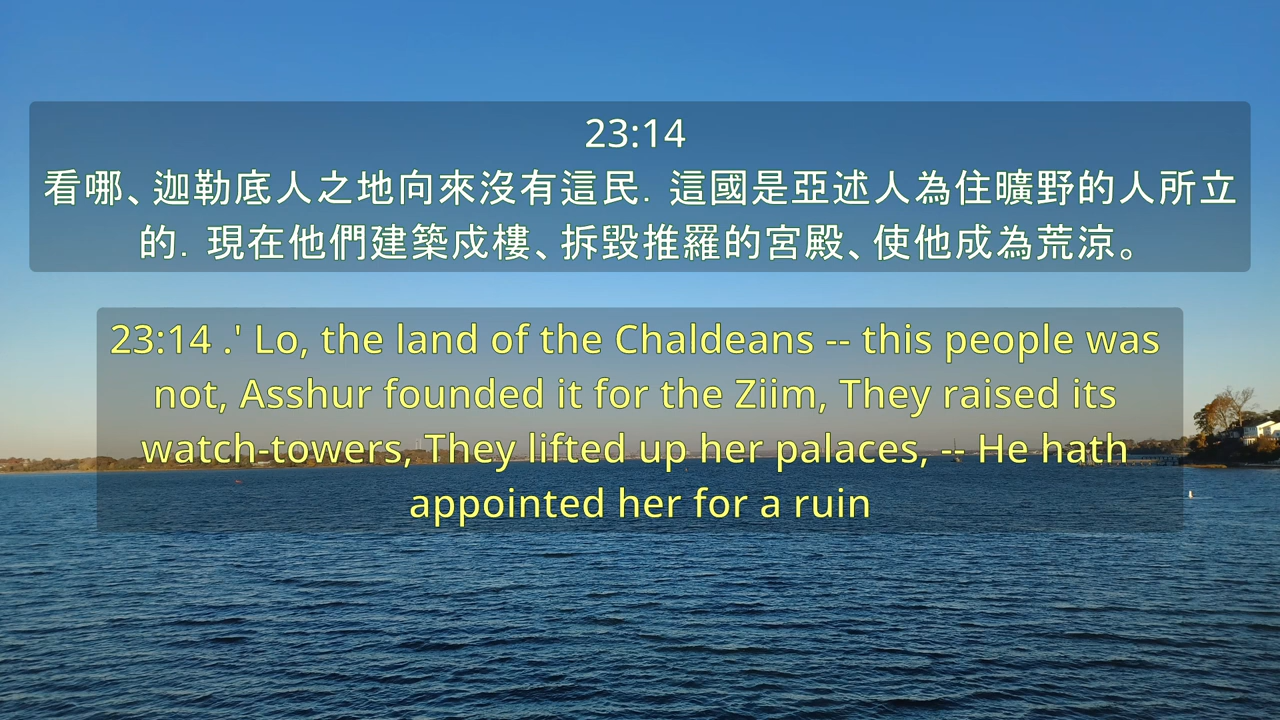 23:14
看哪、迦勒底人之地向來沒有這民．這國是亞述人為住曠野的人所立
的．現在他們建築戍樓、拆毀推羅的宮殿、使他成為荒涼。
23:14 .' Lo, the land of the Chaldeans -- this people was
not, Asshur founded it for the Ziim, They raised its
watch-towers, They lifted up her palaces, -- He hath
appointed her for a ruin